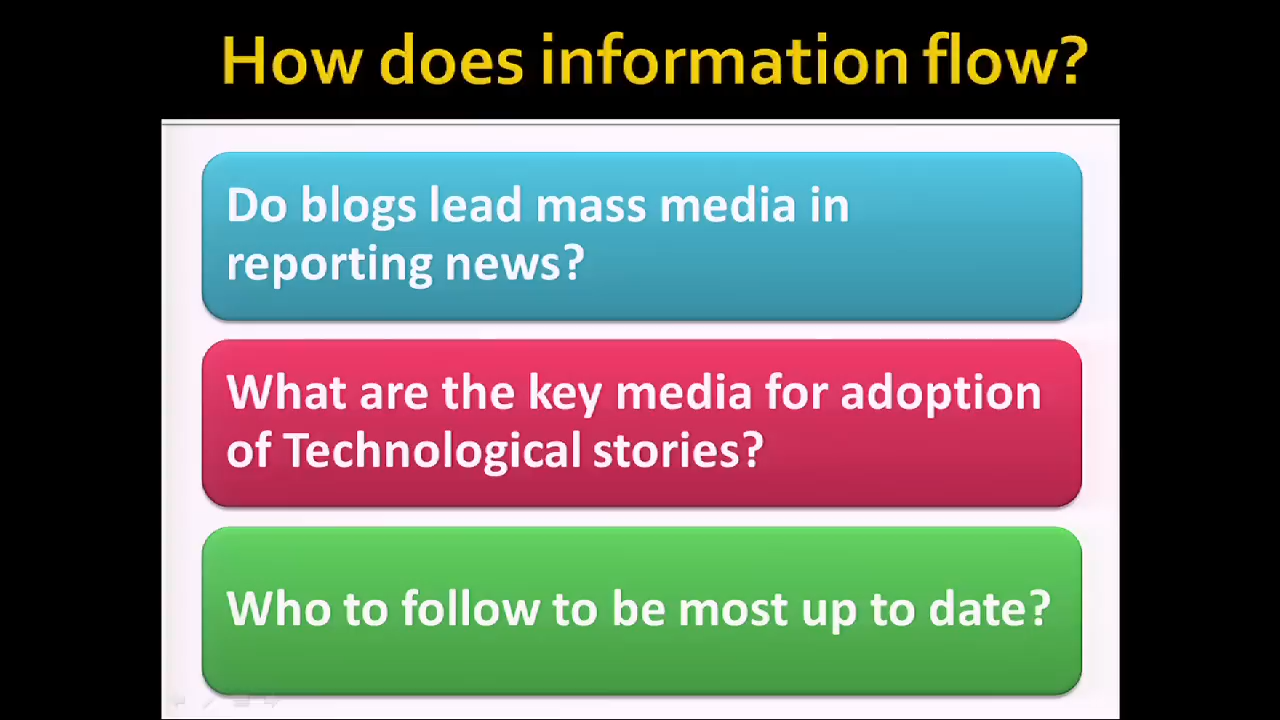 How does information flow?
Do blogs lead mass media in
reporting news?
What are the key media for adoption
of Technological stories?
Who to follow to be most up to date?